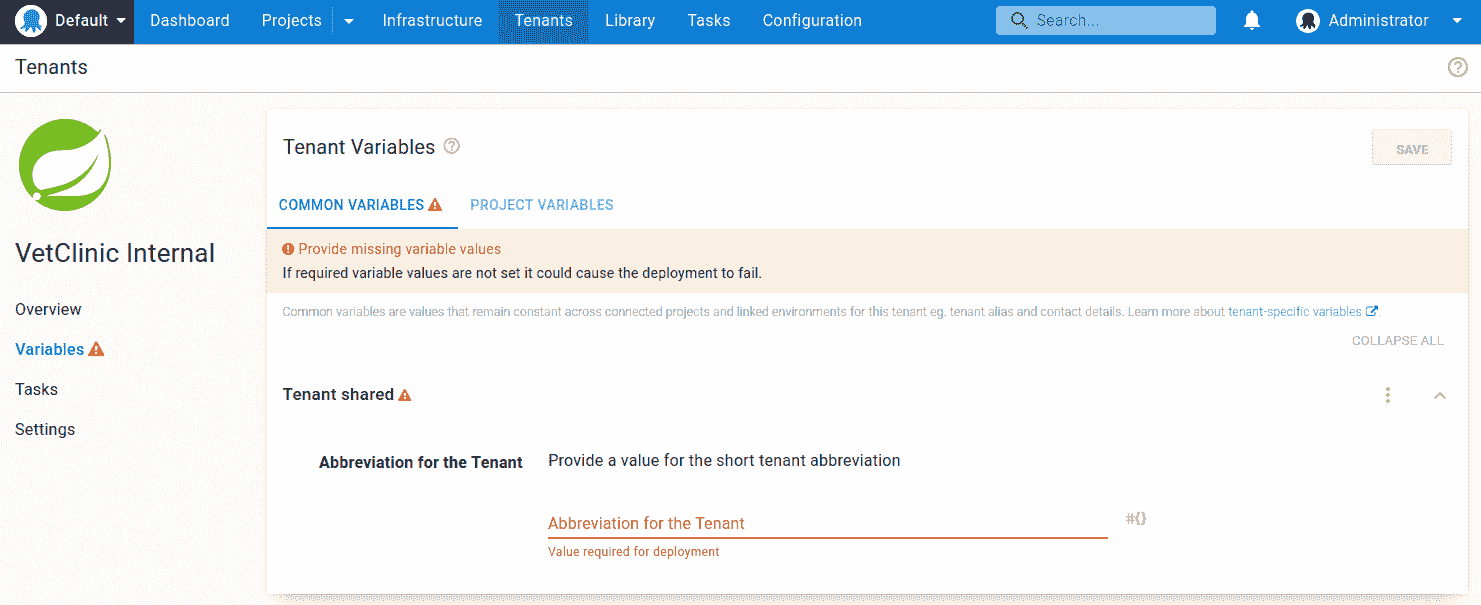 Default Dashboard Projects Infrastructure Tenants Library Tasks Configuration Search... Administrator
Tenants
VetClinic Internal
Overview
Variables
Tasks
Settings
Tenant Variables
SAVE
COMMON VARIABLES PROJECT VARIABLES
Provide missing variable values
If required variable values are not set it could cause the deployment to fail.
Common variables are values that remain constant across connected projects and linked environments for this tenant eg. tenant alias and contact details. Learn more about tenant-specific variables
COLLAPSE ALL
Tenant shared
Abbreviation for the Tenant Provide a value for the short tenant abbreviation
Abbreviation for the Tenant #{}
Value required for deployment